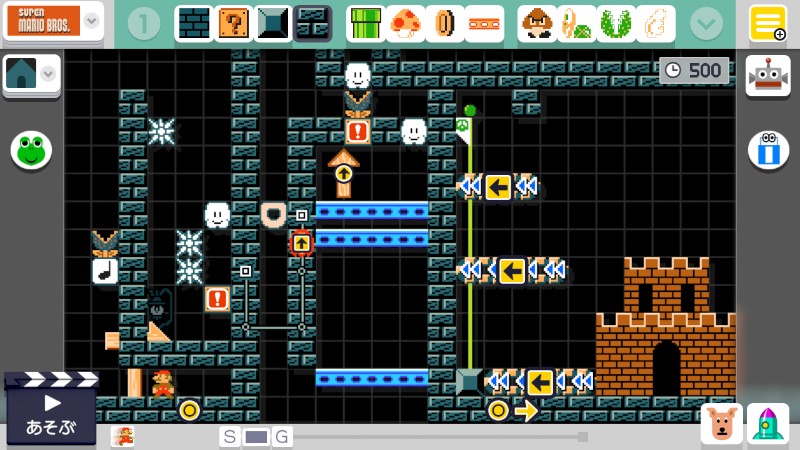 SUPER
MARIO BROS.
1
500
!
!
あそぶ
S G